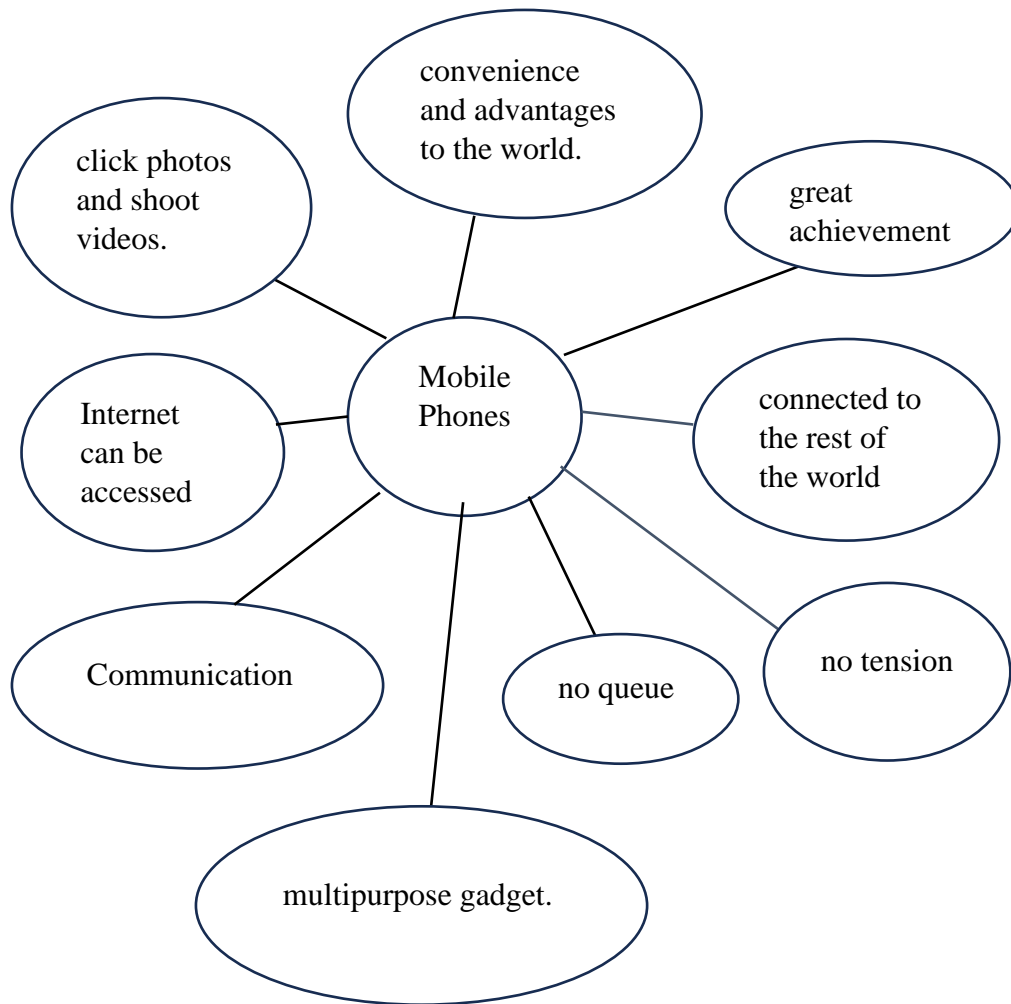 convenience
and advantages
to the world.
click photos
and shoot
videos.
great
achievement
Mobile
Phones
Internet
can be
accessed
connected to
the rest of
the world
Communication
no queue
no tension
multipurpose gadget.